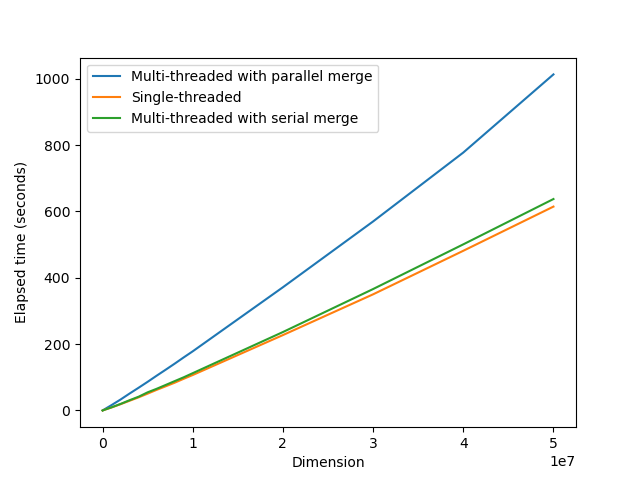 Multi-threaded with parallel merge
Single-threaded
Multi-threaded with serial merge
1000
800
600
400
200
0
Elapsed time (seconds)
0 1 2 3 4 5
1e7
Dimension